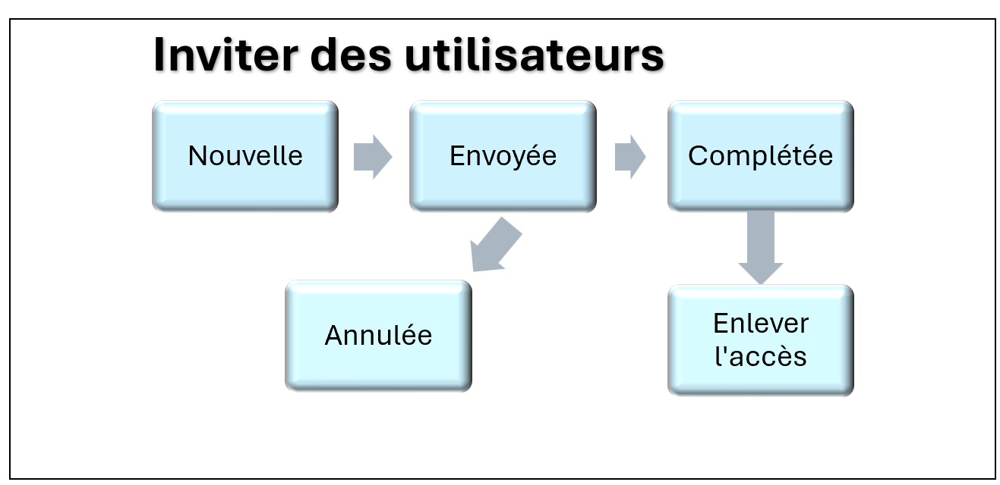 Inviter des utilisateurs
Nouvelle
Envoyée
Complétée
Annulée
Enlever
l'accès